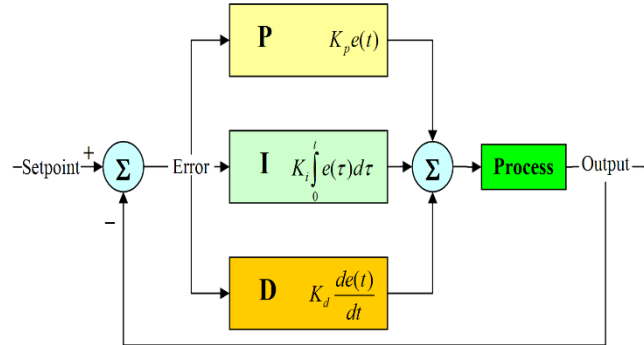 P K_p e(t)
–Setpoint + Σ Error I K_i ∫_0^t e(τ)dτ Σ Process Output
−
D K_d de(t)/dt